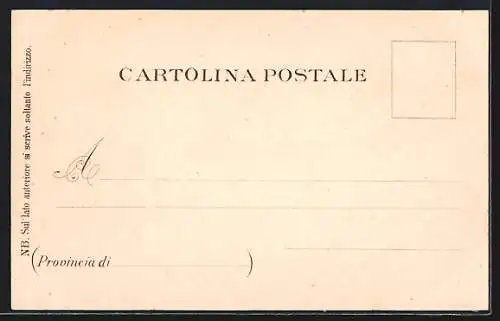 CARTOLINA POSTALE
A
(Provincia di )
NB. Sul lato anteriore si scrive soltanto l'indirizzo.